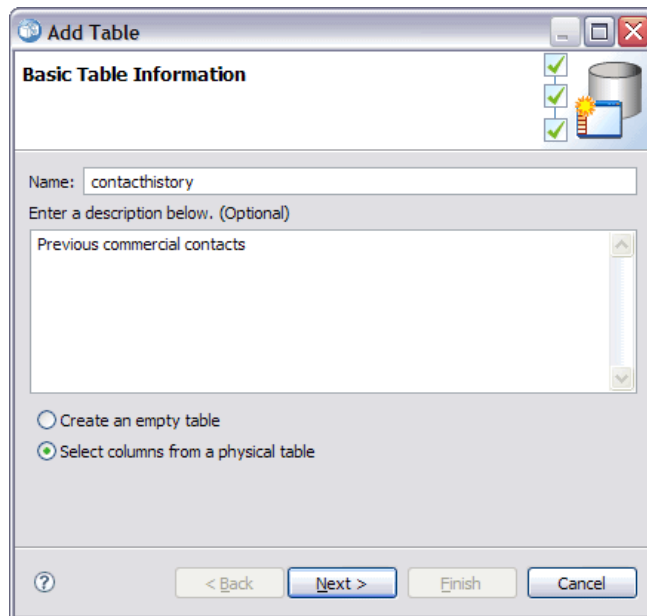 Add Table
Basic Table Information
Name: contacthistory
Enter a description below. (Optional)
Previous commercial contacts
Create an empty table
Select columns from a physical table
? < Back Next > Finish Cancel